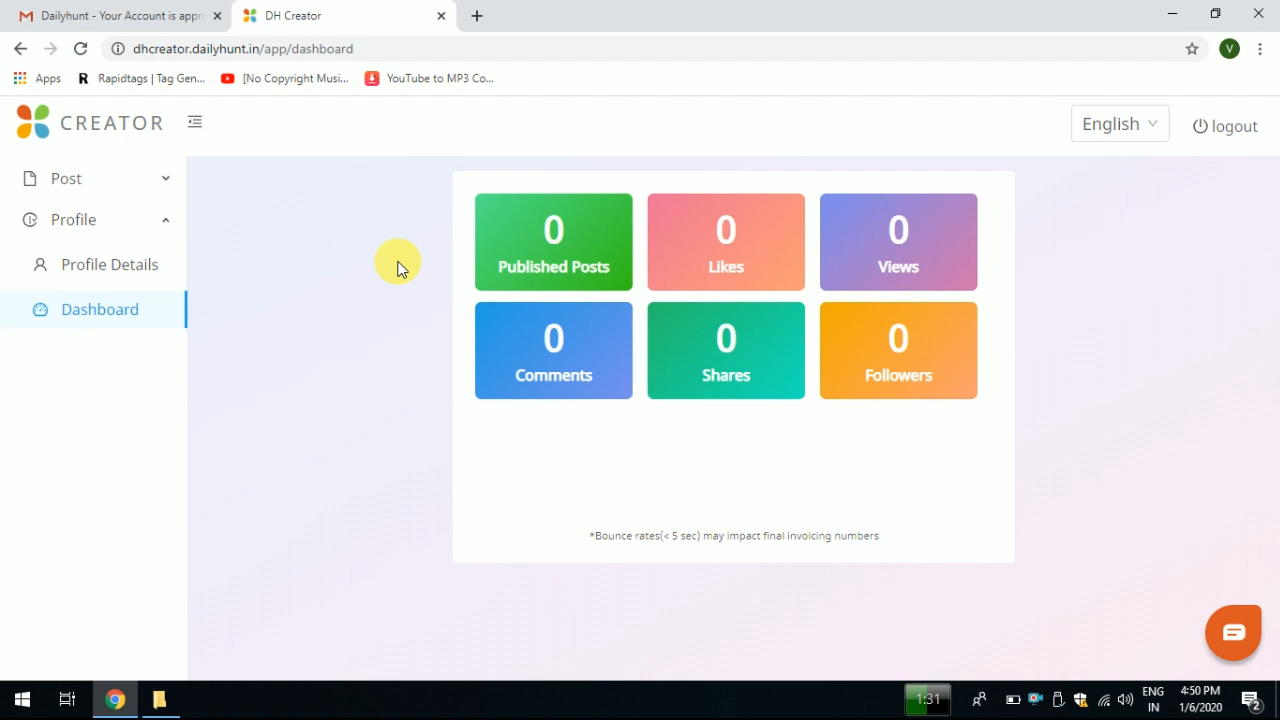 Dailyhunt - Your Account is appr
DH Creator
dhcreator.dailyhunt.in/app/dashboard
V
Apps
R Rapidtags | Tag Gen...
[No Copyright Musi...
YouTube to MP3 Co...
CREATOR
English
logout
Post
Profile
Profile Details
Dashboard
0
Published Posts
0
Likes
0
Views
0
Comments
0
Shares
0
Followers
*Bounce rates(< 5 sec) may impact final invoicing numbers
1:31
ENG
IN
4:50 PM
1/6/2020
2